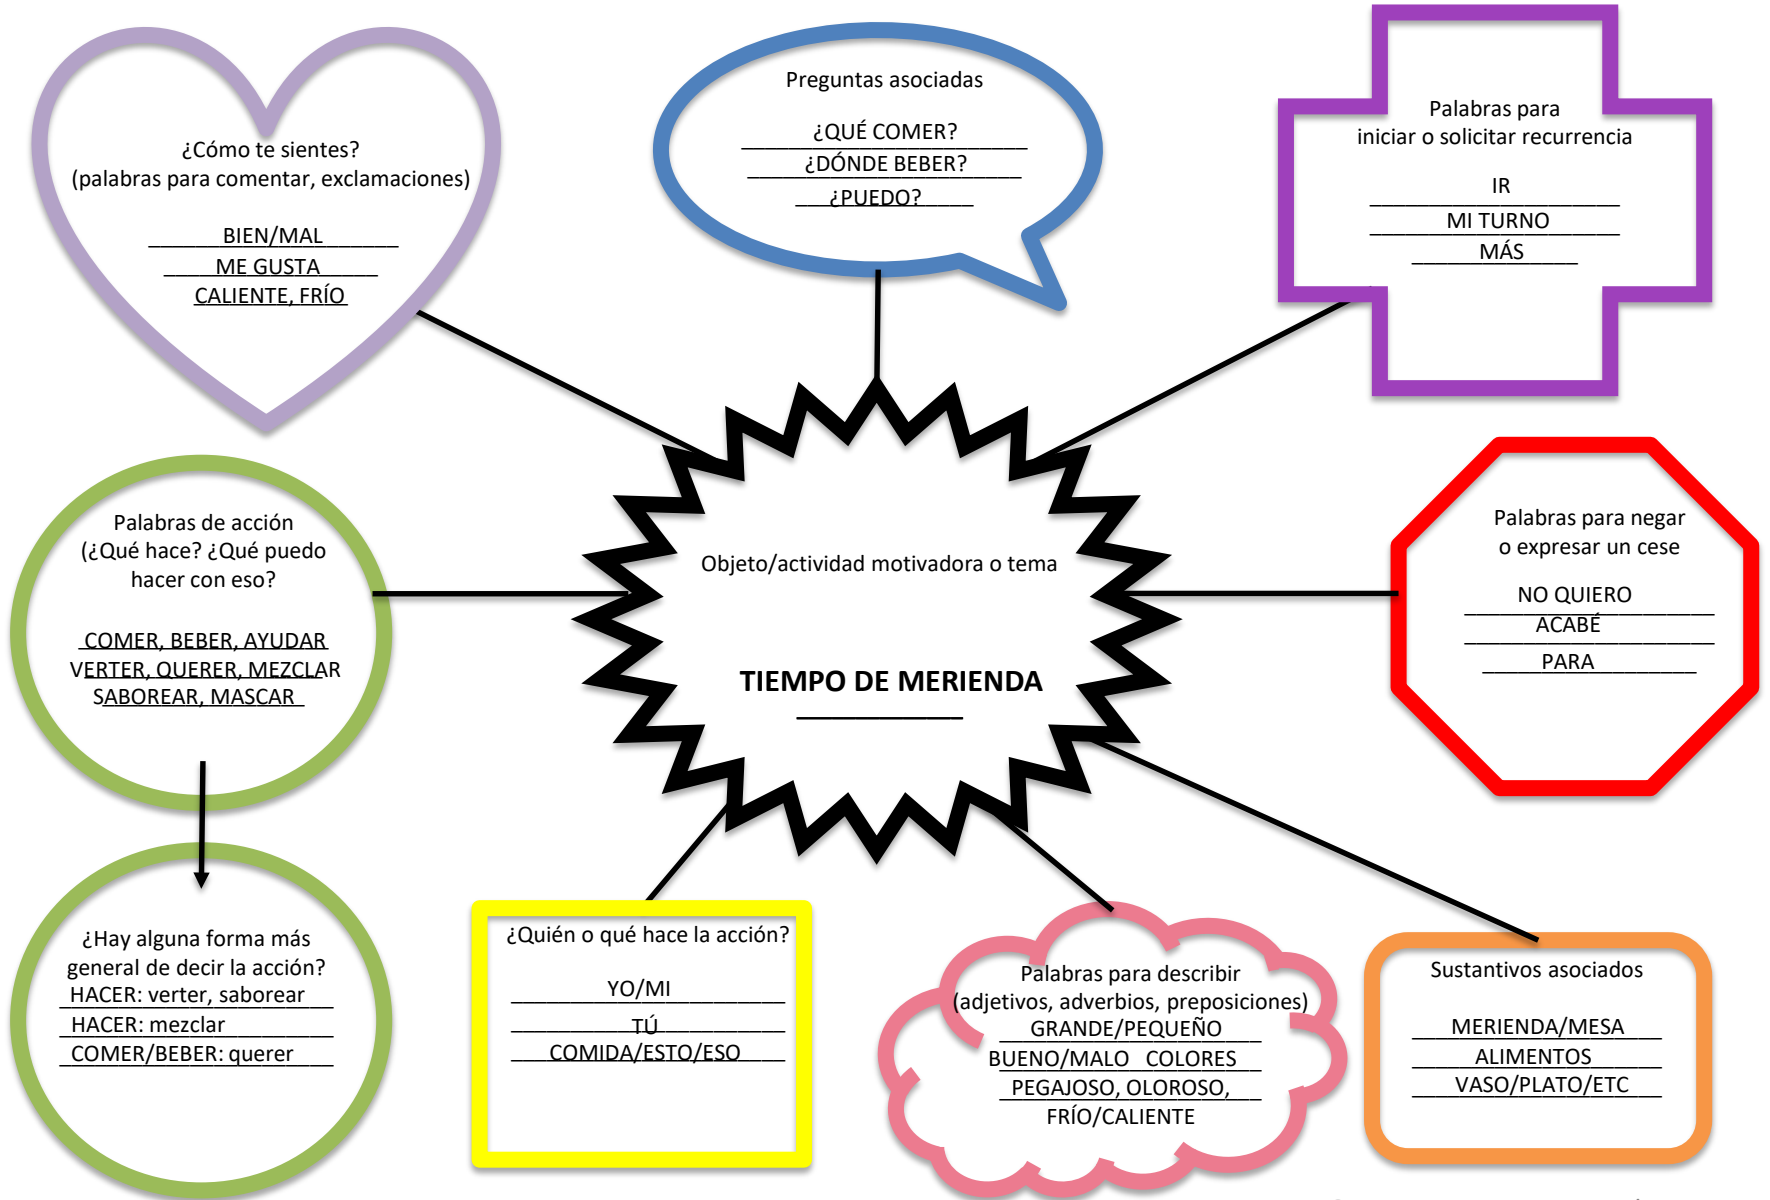 ¿Cómo te sientes?
(palabras para comentar, exclamaciones)
BIEN/MAL
ME GUSTA
CALIENTE, FRÍO
Preguntas asociadas
¿QUÉ COMER?
¿DÓNDE BEBER?
¿PUEDO?
Palabras para
iniciar o solicitar recurrencia
IR
MI TURNO
MÁS
Palabras de acción
(¿Qué hace? ¿Qué puedo
hacer con eso?
COMER, BEBER, AYUDAR
VERTER, QUERER, MEZCLAR
SABOREAR, MASCAR
Objeto/actividad motivadora o tema
TIEMPO DE MERIENDA
Palabras para negar
o expresar un cese
NO QUIERO
ACABÉ
PARA
¿Hay alguna forma más
general de decir la acción?
HACER: verter, saborear
HACER: mezclar
COMER/BEBER: querer
¿Quién o qué hace la acción?
YO/MI
TÚ
COMIDA/ESTO/ESO
Palabras para describir
(adjetivos, adverbios, preposiciones)
GRANDE/PEQUEÑO
BUENO/MALO COLORES
PEGAJOSO, OLOROSO,
FRÍO/CALIENTE
Sustantivos asociados
MERIENDA/MESA
ALIMENTOS
VASO/PLATO/ETC